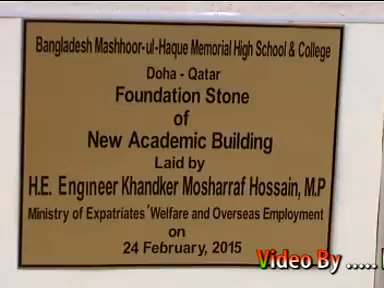 Bangladesh Mashhoor-ul-Haque Memorial High School & College
Doha - Qatar
Foundation Stone
of
New Academic Building
Laid by
H.E. Engineer Khandker Mosharraf Hossain, M.P
Ministry of Expatriates 'Welfare and Overseas Employment
on
24 February, 2015
Video By .....